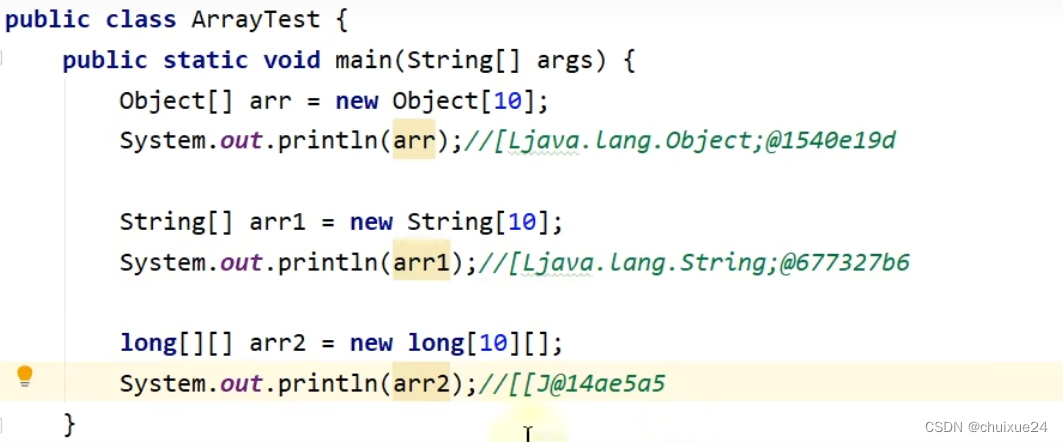 public class ArrayTest {
public static void main(String[] args) {
Object[] arr = new Object[10];
System.out.println(arr);//[Ljava.lang.Object;@1540e19d
String[] arr1 = new String[10];
System.out.println(arr1);//[Ljava.lang.String;@677327b6
long[][] arr2 = new long[10][];
System.out.println(arr2);//[[J@14ae5a5
}
CSDN @chuixue24